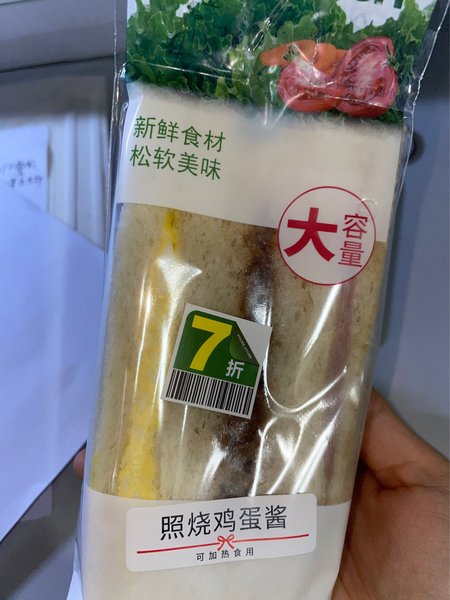 新鲜食材
松软美味
大容量
7折
照烧鸡蛋酱
可加热食用